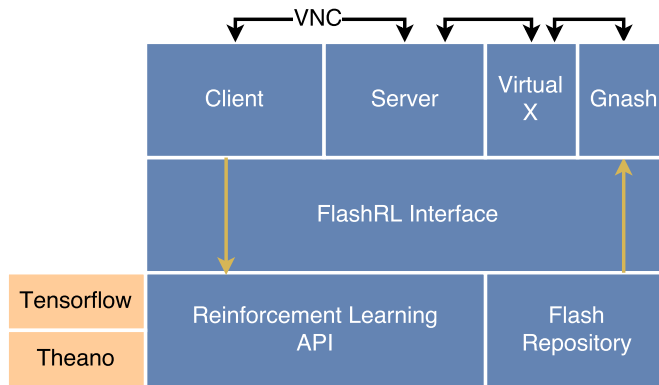 VNC
Client
Server
Virtual
X
Gnash
FlashRL Interface
Tensorflow
Theano
Reinforcement Learning
API
Flash
Repository